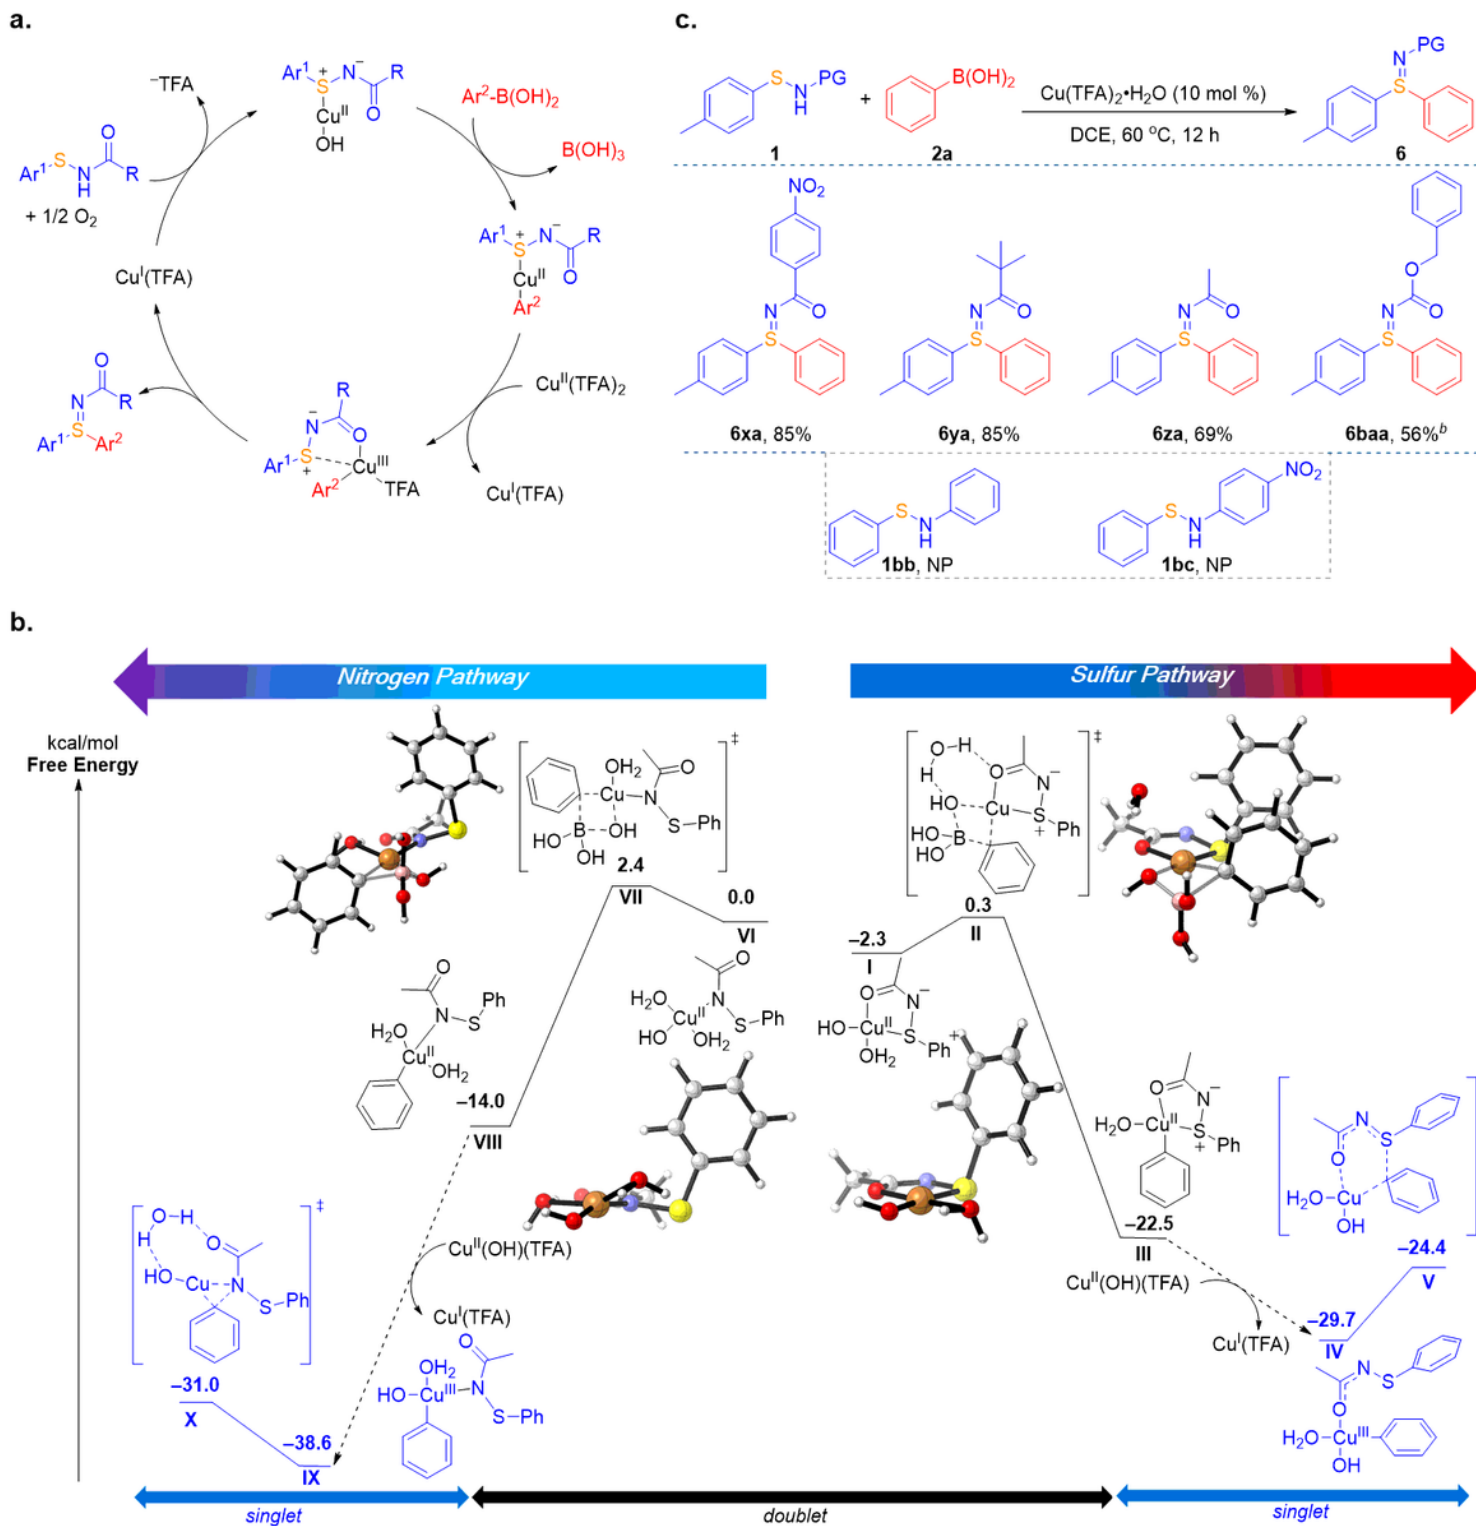 a.
⁻TFA
Ar¹ S⁺ N⁻ R
Cu^II O
OH
Ar²-B(OH)₂
B(OH)₃
O
Ar¹ S N H R
+ 1/2 O₂
Ar¹ S⁺ N⁻ R
Cu^II O
Ar²
Cu^I(TFA)
Cu^II(TFA)₂
Cu^I(TFA)
O
N R
Ar¹ S Ar²
R
N⁻ O
Ar¹ S⁺ Cu^III
Ar² TFA
c.
S N H PG
1
+
B(OH)₂
2a
Cu(TFA)₂•H₂O (10 mol %)
DCE, 60 °C, 12 h
N PG
S
6
NO₂
N O
S
6xa, 85%
N O
S
6ya, 85%
N O
S
6za, 69%
O
N O
S
6baa, 56%ᵇ
S N H
1bb, NP
S N H NO₂
1bc, NP
b.
Nitrogen Pathway
Sulfur Pathway
kcal/mol
Free Energy
‡
OH₂ O
Cu N
HO B OH S Ph
OH
2.4
VII
0.0
VI
O
H₂O N
Cu^II
HO OH₂ S Ph
O
N S Ph
H₂O
Cu^II
OH₂
−14.0
VIII
‡
O H
H O
HO Cu N
S Ph
−31.0
X
−38.6
IX
Cu^II(OH)(TFA)
Cu^I(TFA)
OH₂ O
HO Cu^III N
S Ph
‡
O H
H O N⁻
HO Cu S⁺ Ph
HO B
HO
0.3
II
−2.3
I
O N⁻
HO Cu^II S⁺ Ph
OH₂
O N⁻
H₂O Cu^II S⁺ Ph
−22.5
III
Cu^II(OH)(TFA)
Cu^I(TFA)
‡
N S
O
H₂O Cu
OH
−24.4
V
−29.7
IV
N S
O
H₂O Cu^III
OH
singlet
doublet
singlet